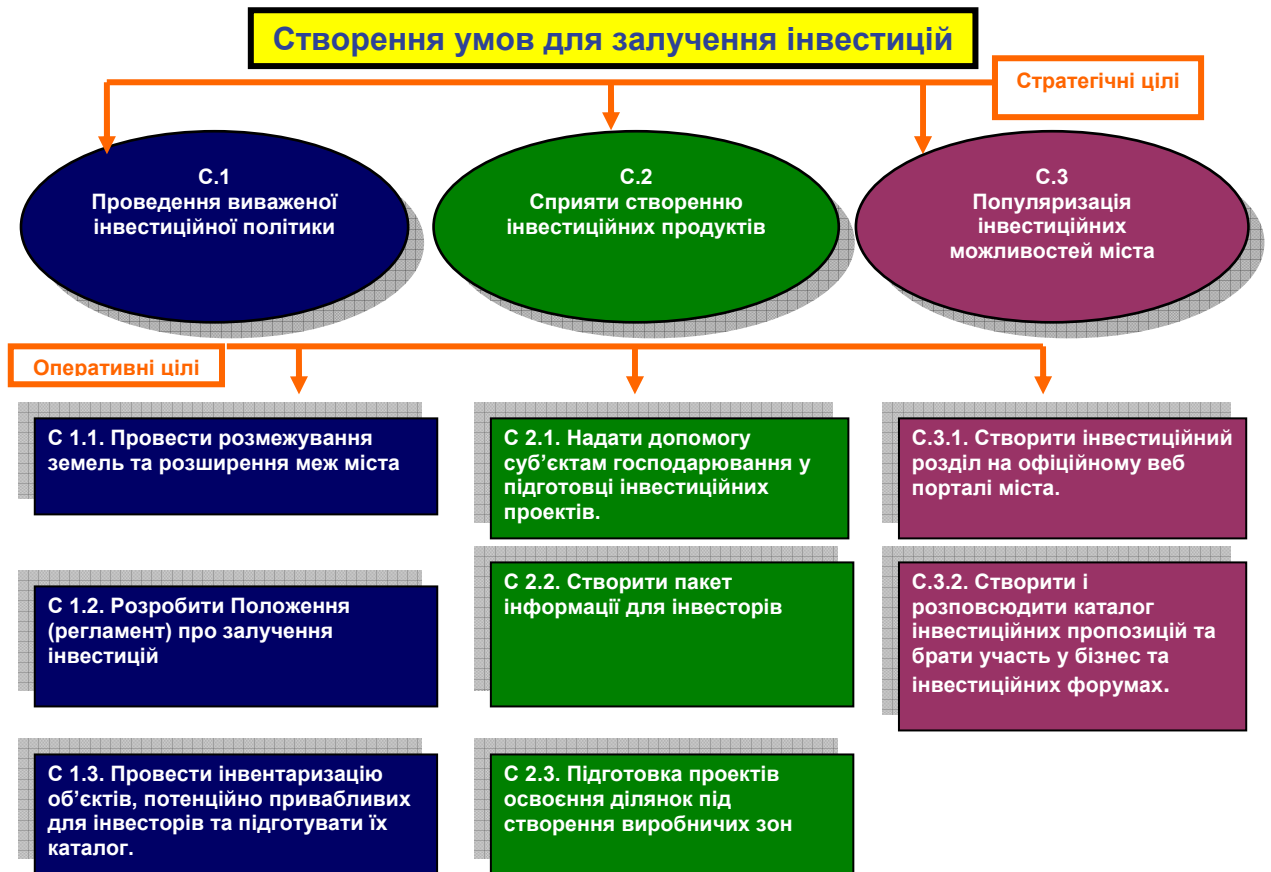 Створення умов для залучення інвестицій
Стратегічні цілі
С.1
Проведення виваженої
інвестиційної політики
С.2
Сприяти створенню
інвестиційних продуктів
С.3
Популяризація
інвестиційних
можливостей міста
Оперативні цілі
С 1.1. Провести розмежування
земель та розширення меж міста
С 2.1. Надати допомогу
суб’єктам господарювання у
підготовці інвестиційних
проектів.
С.3.1. Створити інвестиційний
розділ на офіційному веб
порталі міста.
С 1.2. Розробити Положення
(регламент) про залучення
інвестицій
С 2.2. Створити пакет
інформації для інвесторів
С.3.2. Створити і
розповсюдити каталог
інвестиційних пропозицій та
брати участь у бізнес та
інвестиційних форумах.
С 1.3. Провести інвентаризацію
об’єктів, потенційно привабливих
для інвесторів та підготувати їх
каталог.
С 2.3. Підготовка проектів
освоєння ділянок під
створення виробничих зон